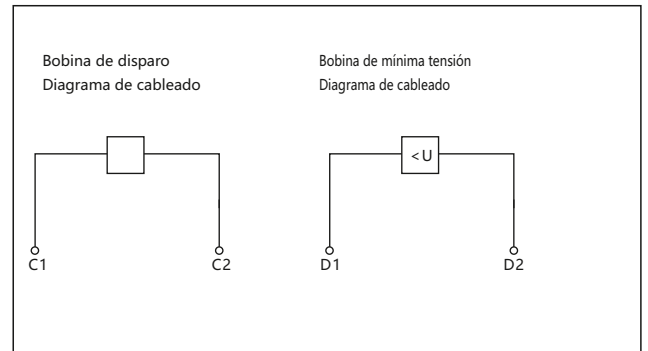 Bobina de disparo
Diagrama de cableado
Bobina de mínima tensión
Diagrama de cableado
<U
C1
C2
D1
D2